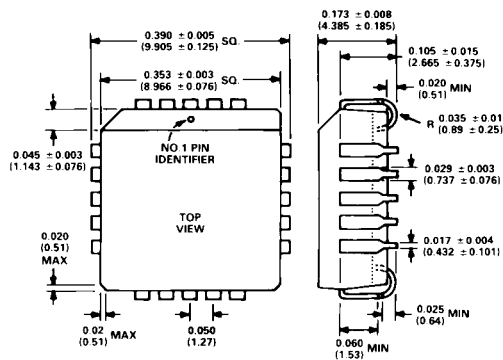 0.390 ± 0.005
(9.905 ± 0.125) SQ.
0.353 ± 0.003
(8.966 ± 0.076) SQ.
0.173 ± 0.008
(4.385 ± 0.185)
0.105 ± 0.015
(2.665 ± 0.375)
0.020 MIN
(0.51)
R 0.035 ± 0.01
(0.89 ± 0.25)
NO.1 PIN
IDENTIFIER
0.045 ± 0.003
(1.143 ± 0.076)
0.029 ± 0.003
(0.737 ± 0.076)
TOP
VIEW
0.020
(0.51)
MAX
0.017 ± 0.004
(0.432 ± 0.101)
0.02 MAX
(0.51)
0.050
(1.27)
0.025 MIN
(0.64)
0.060 MIN
(1.53)